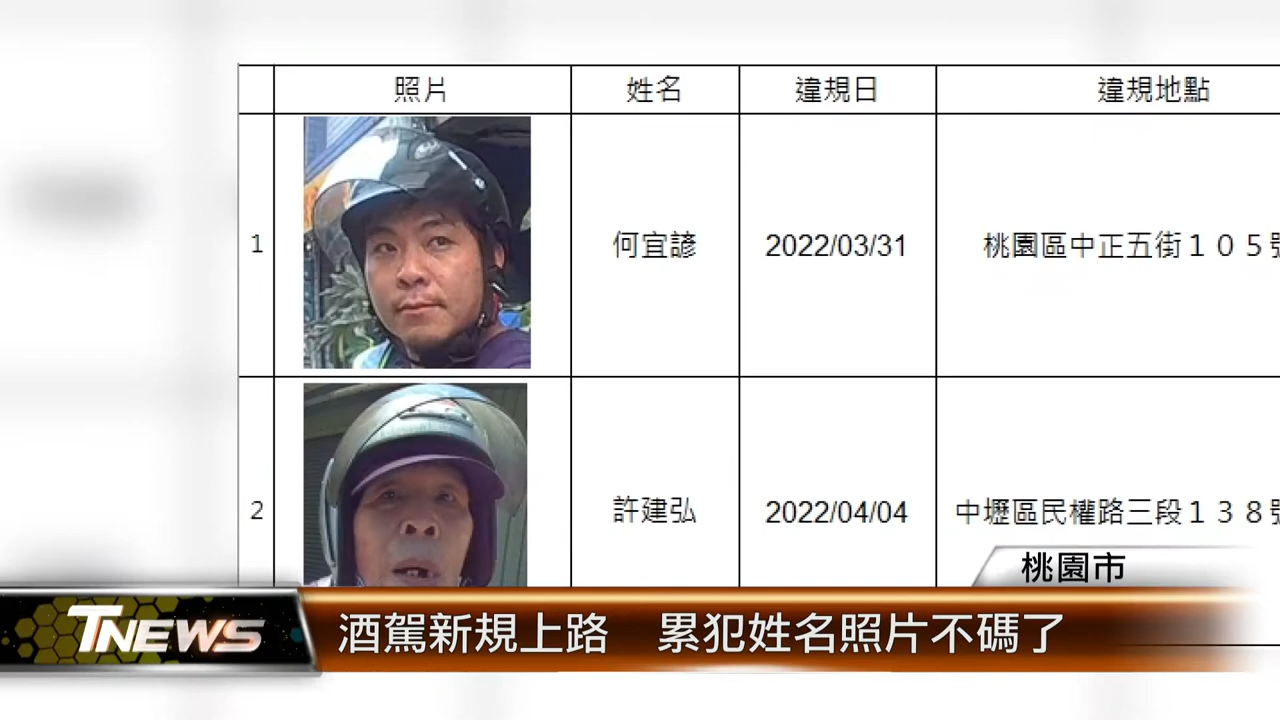 照片 姓名 違規日 違規地點
1 何宜諺 2022/03/31 桃園區中正五街１０５號
2 許建弘 2022/04/04 中壢區民權路三段１３８號
桃園市
TNEWS 酒駕新規上路 累犯姓名照片不碼了